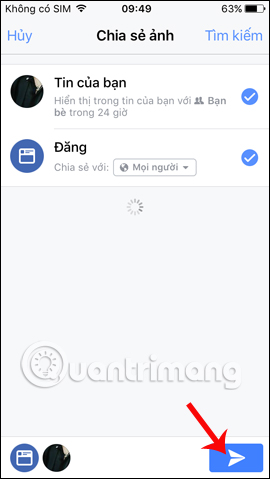 Không có SIM 09:49 63%
Hủy Chia sẻ ảnh Tìm kiếm
Tin của bạn
Hiển thị trong tin của bạn với Bạn
bè trong 24 giờ
Đăng
Chia sẻ với: Mọi người
Quantrimang